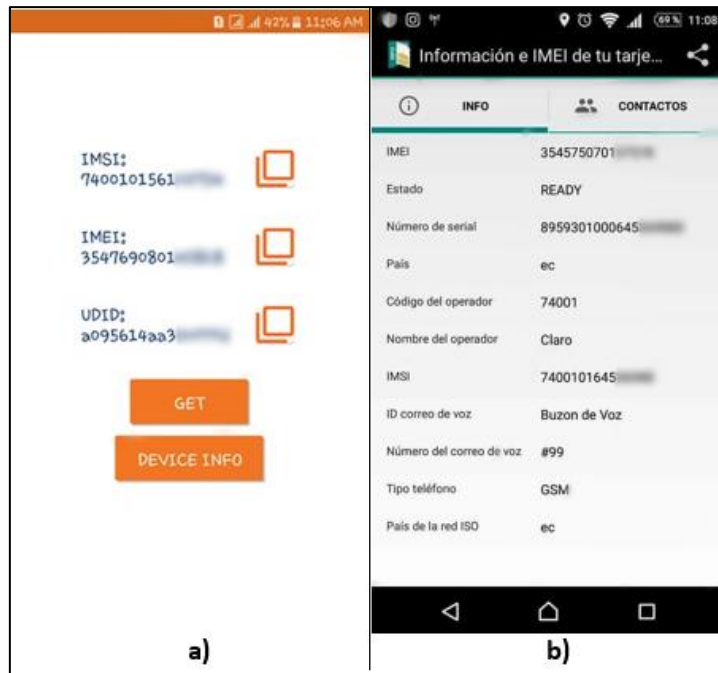 42% 11:06 AM
IMSI:
7400101561
IMEI:
3547690801
UDID:
a095614aa3
GET
DEVICE INFO
a)
69% 11:08
Información e IMEI de tu tarje...
INFO CONTACTOS
IMEI 3545750701
Estado READY
Número de serial 8959301000645
País ec
Código del operador 74001
Nombre del operador Claro
IMSI 7400101645
ID correo de voz Buzon de Voz
Número del correo de voz #99
Tipo teléfono GSM
País de la red ISO ec
b)